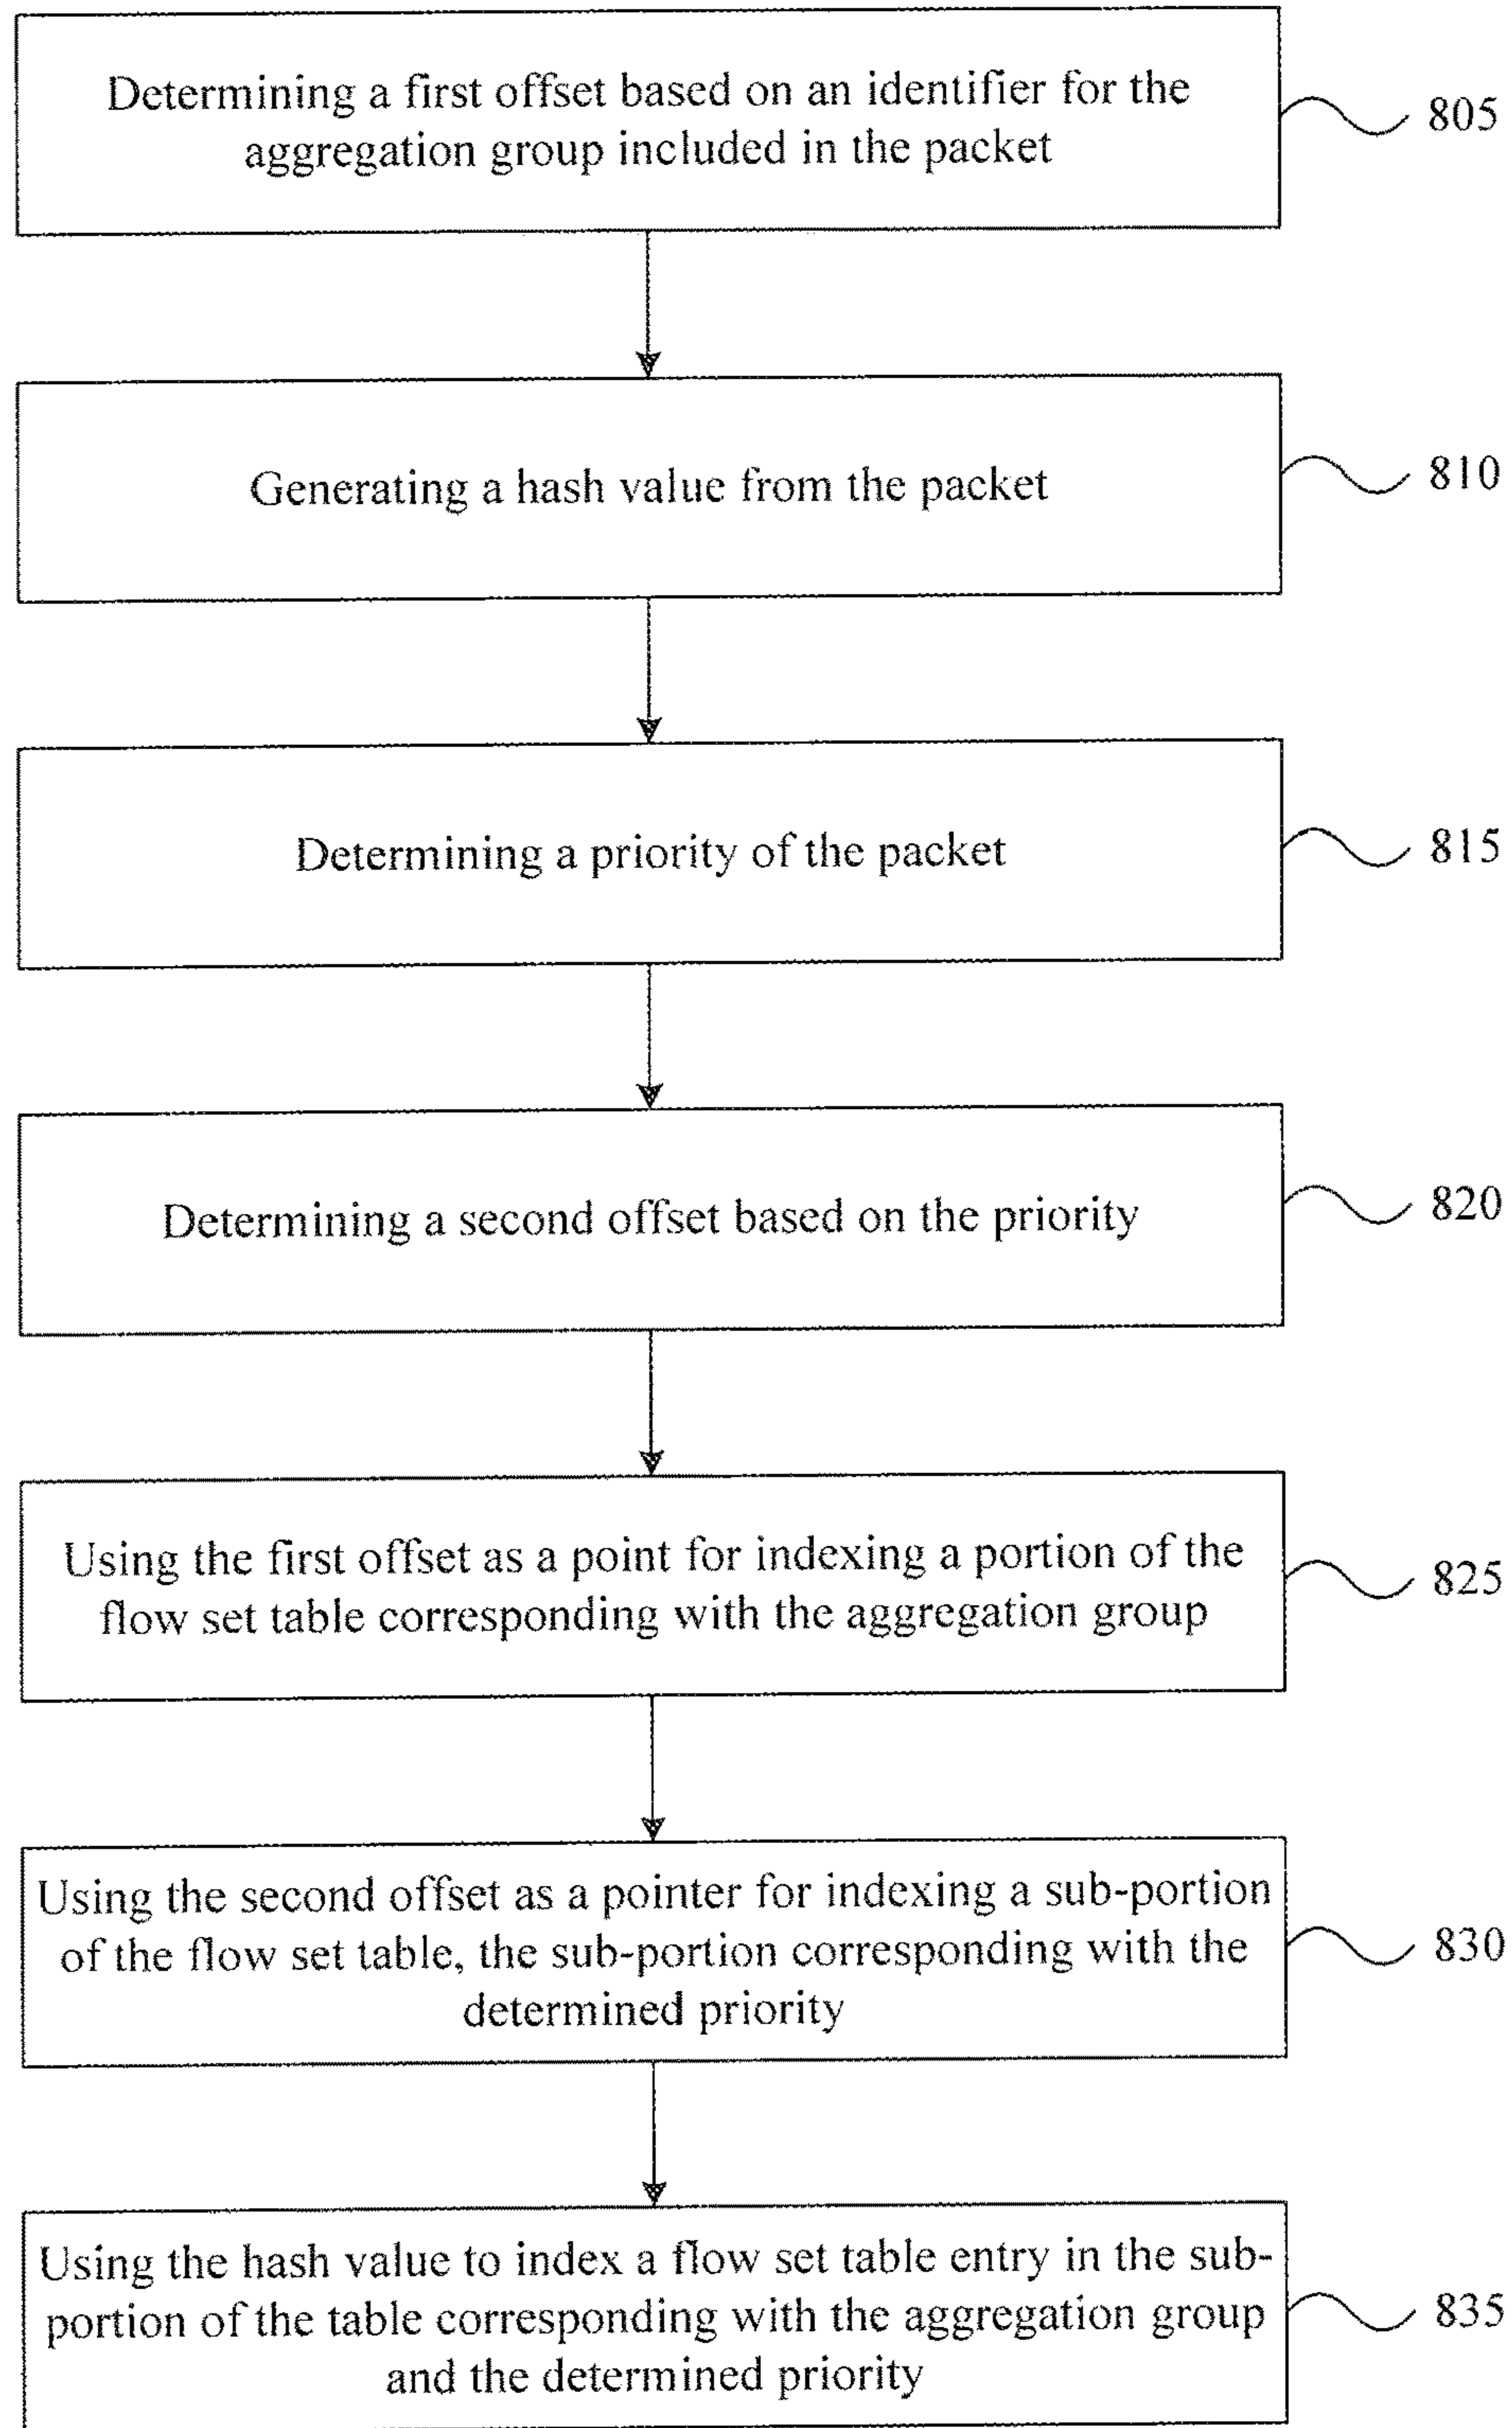 Determining a first offset based on an identifier for the
aggregation group included in the packet
805
Generating a hash value from the packet
810
Determining a priority of the packet
815
Determining a second offset based on the priority
820
Using the first offset as a point for indexing a portion of the
flow set table corresponding with the aggregation group
825
Using the second offset as a pointer for indexing a sub-portion
of the flow set table, the sub-portion corresponding with the
determined priority
830
Using the hash value to index a flow set table entry in the sub-
portion of the table corresponding with the aggregation group
and the determined priority
835